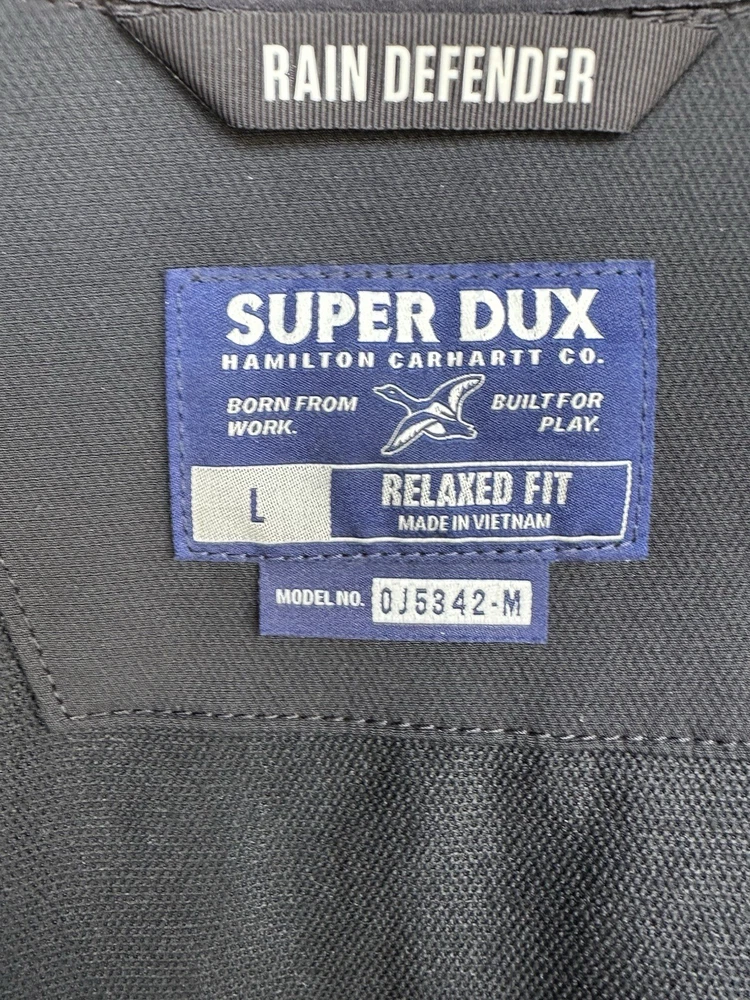 RAIN DEFENDER
SUPER DUX
HAMILTON CARHARTT CO.
BORN FROM WORK.
BUILT FOR PLAY.
L
RELAXED FIT
MADE IN VIETNAM
MODEL NO. OJ5342-M